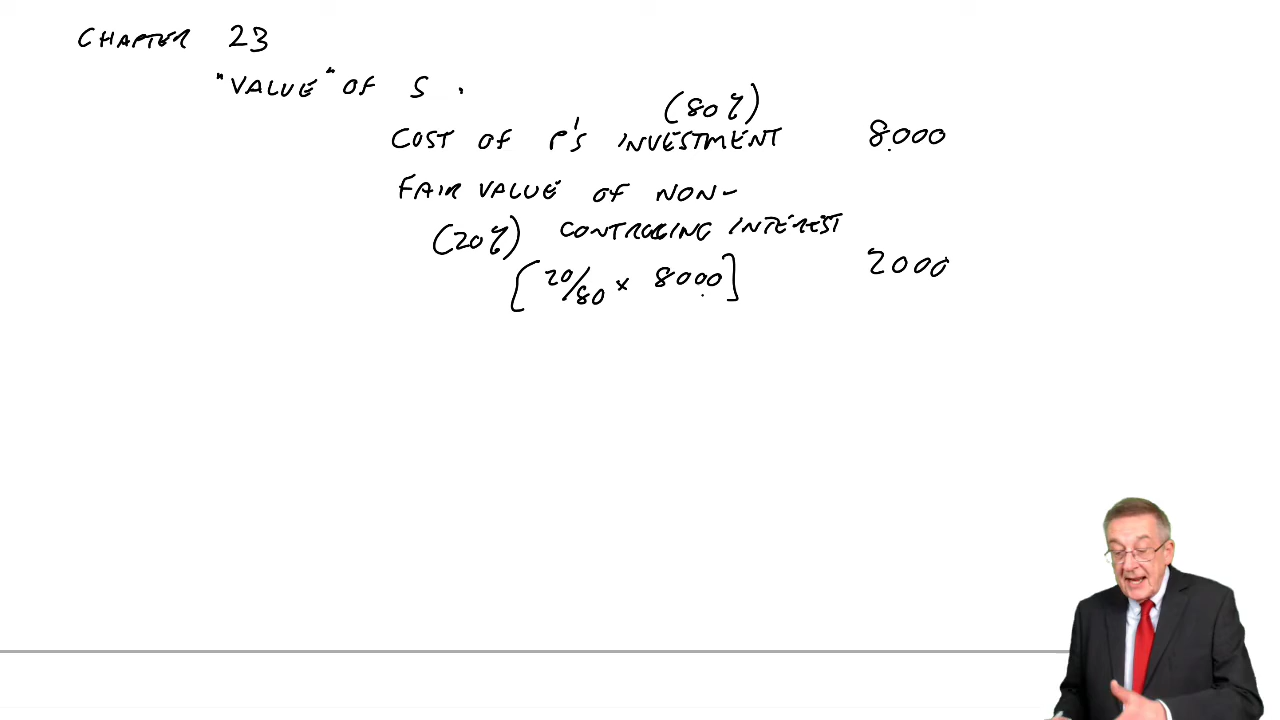 CHAPTER 23
"VALUE" OF S.
(80%)
COST OF P'S INVESTMENT 8000
FAIR VALUE OF NON-
(20%) CONTROLLING INTEREST
[20/80 × 8000] 2000